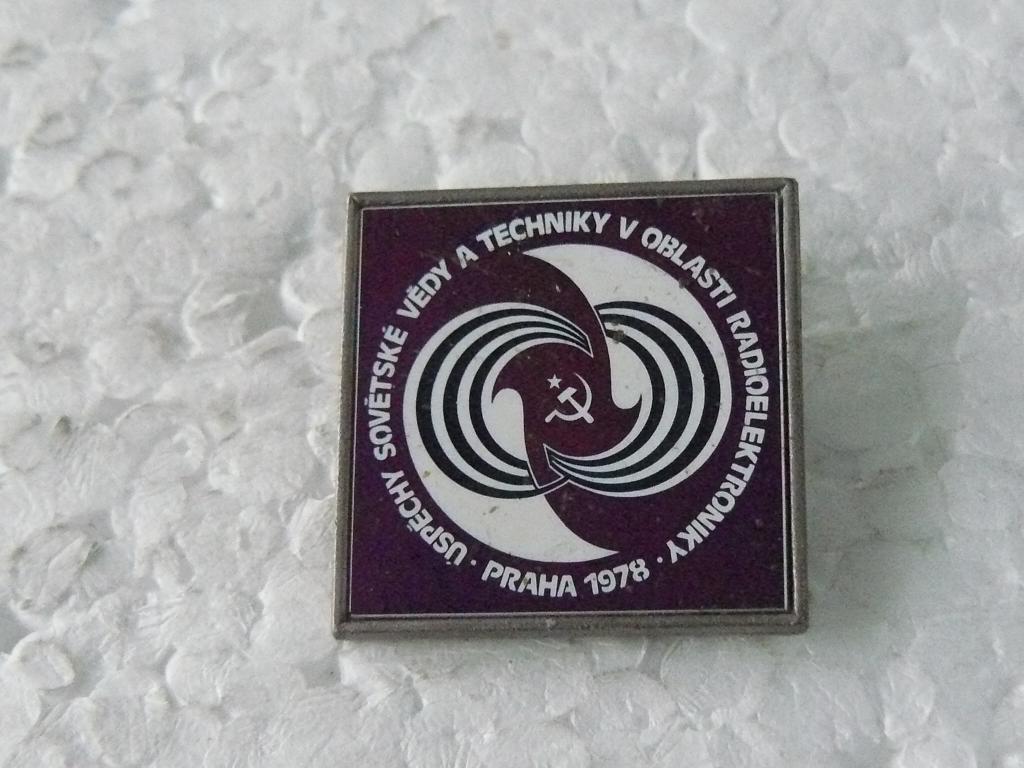 ÚSPĚCHY SOVĚTSKÉ VĚDY A TECHNIKY V OBLASTI RADIOELEKTRONIKY
· PRAHA 1978 ·